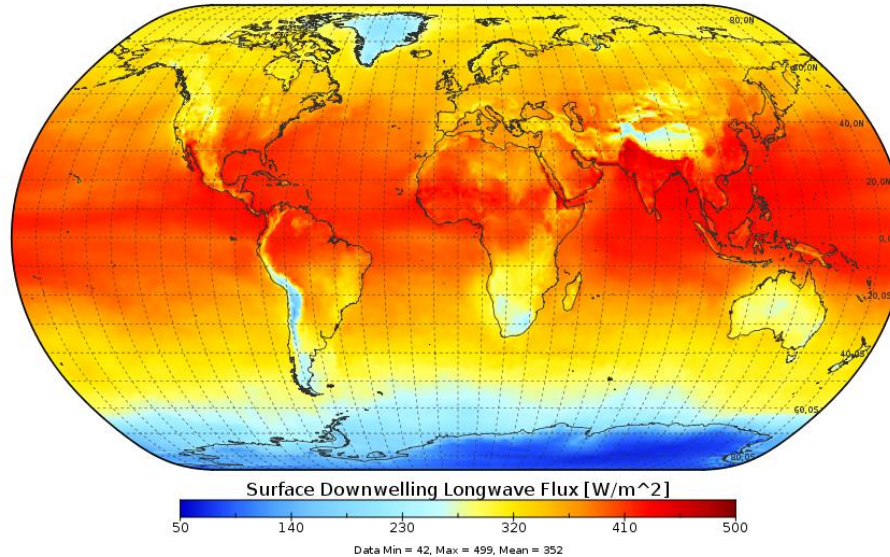 80.0N
60.0N
40.0N
20.0N
0.0
20.0S
40.0S
60.0S
80.0S
Surface Downwelling Longwave Flux [W/m^2]
50 140 230 320 410 500
Data Min = 42, Max = 499, Mean = 352